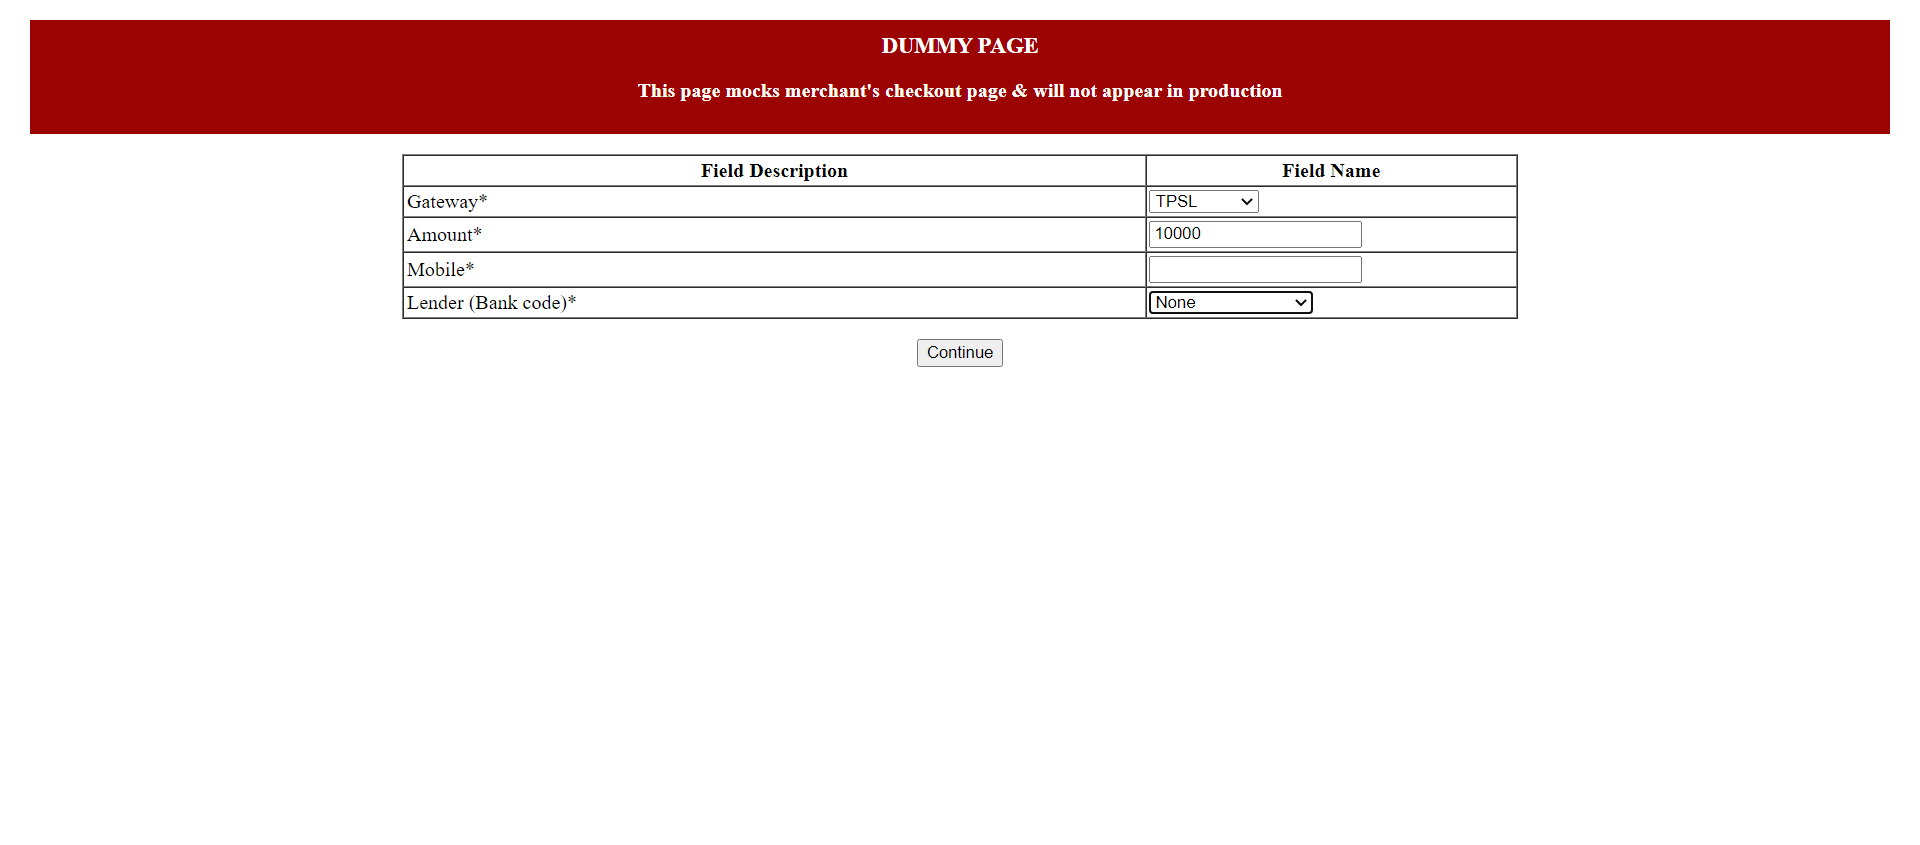 DUMMY PAGE
This page mocks merchant's checkout page & will not appear in production
Field Description Field Name
Gateway* TPSL
Amount* 10000
Mobile*
Lender (Bank code)* None
Continue